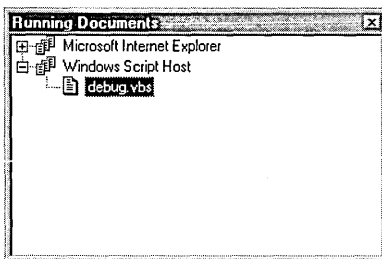 Running Documents
Microsoft Internet Explorer
Windows Script Host
debug.vbs